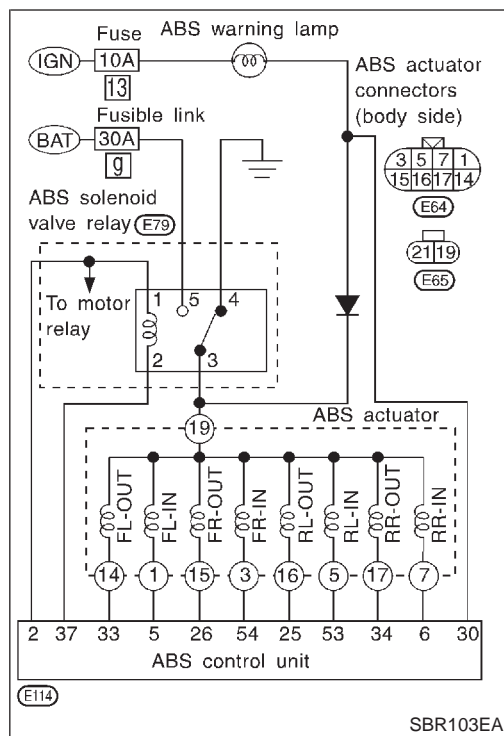 Fuse
ABS warning lamp
IGN
10A
13
ABS actuator
connectors
(body side)
Fusible link
BAT
30A
g
3 5 7 1
15 16 17 14
E64
ABS solenoid
valve relay E79
21 19
E65
To motor
relay
1 5 4
2 3
ABS actuator
19
FL-OUT FL-IN FR-OUT FR-IN RL-OUT RL-IN RR-OUT RR-IN
14 1 15 3 16 5 17 7
2 37 33 5 26 54 25 53 34 6 30
ABS control unit
E114
SBR103EA